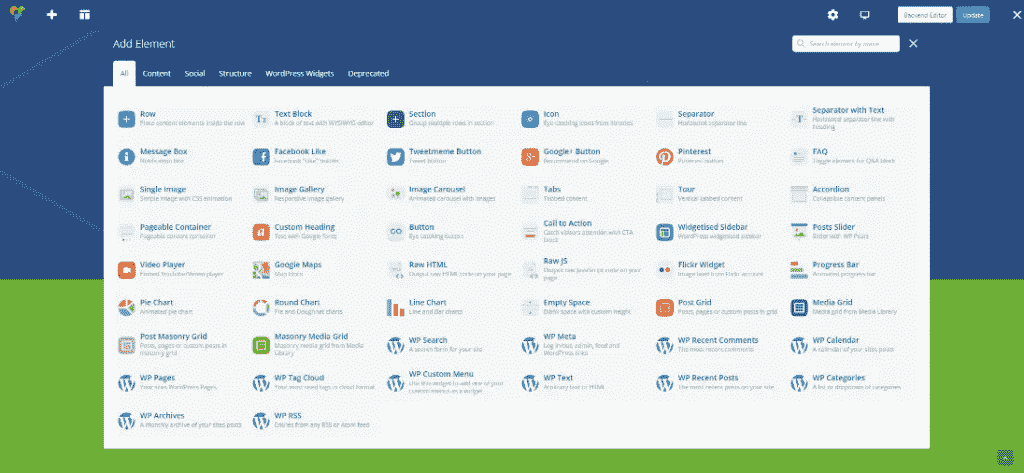 Backend Editor
Update
Add Element
Search element by name
All Content Social Structure WordPress Widgets Deprecated
Row
Place content elements inside the row
Text Block
A block of text with WYSIWYG editor
Section
Group multiple rows in section
Icon
Eye catching icons from libraries
Separator
Horizontal separator line
Separator with Text
Horizontal separator line with
heading
Message Box
Notification box
Facebook Like
Facebook "like" button
Tweetmeme Button
Tweet button
Google+ Button
Recommend on Google
Pinterest
Pinterest button
FAQ
Toggle element for Q&A block
Single Image
Simple image with CSS animation
Image Gallery
Responsive image gallery
Image Carousel
Animated carousel with images
Tabs
Tabbed content
Tour
Vertical tabbed content
Accordion
Collapsible content panels
Pageable Container
Pageable content container
Custom Heading
Text with Google fonts
GO
Button
Eye catching button
Call to Action
Catch visitors attention with CTA
block
Widgetised Sidebar
WordPress widgetised sidebar
Posts Slider
Slider with WP Posts
Video Player
Embed YouTube/Vimeo player
Google Maps
Map block
Raw HTML
Output raw HTML code on your page
Raw JS
Output raw JavaScript code on your
page
Flickr Widget
Image feed from Flickr account
Progress Bar
Animated progress bar
Pie Chart
Animated pie chart
Round Chart
Pie and Doughnut charts
Line Chart
Line and Bar charts
Empty Space
Blank space with custom height
Post Grid
Posts, pages or custom posts in grid
Media Grid
Media grid from Media Library
Post Masonry Grid
Posts, pages or custom posts in
masonry grid
Masonry Media Grid
Masonry media grid from Media
Library
WP Search
A search form for your site
WP Meta
Log in/out, admin, feed and
WordPress links
WP Recent Comments
The most recent comments
WP Calendar
A calendar of your sites posts
WP Pages
Your sites WordPress Pages
WP Tag Cloud
Your most used tags in cloud format
WP Custom Menu
Use this widget to add one of your
custom menus as a widget
WP Text
Arbitrary text or HTML
WP Recent Posts
The most recent posts on your site
WP Categories
A list or dropdown of categories
WP Archives
A monthly archive of your sites posts
WP RSS
Entries from any RSS or Atom feed